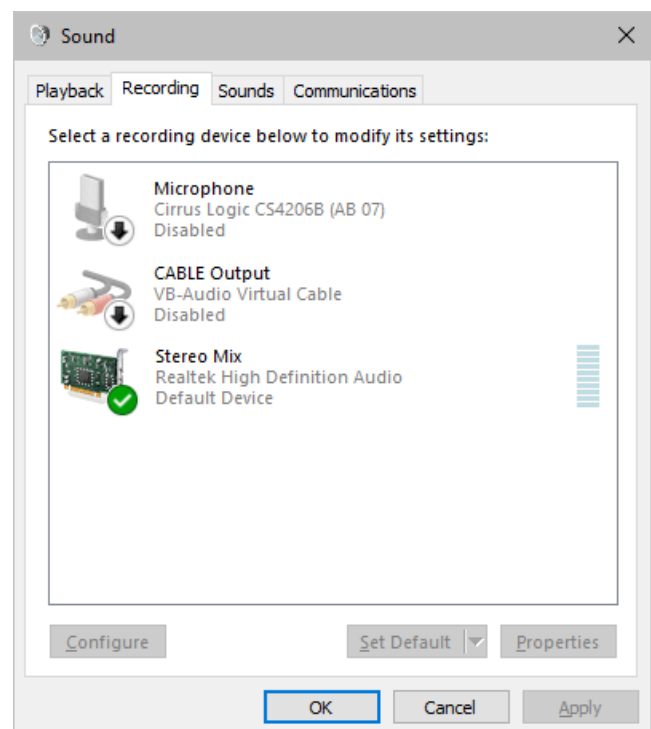 Sound
Playback Recording Sounds Communications
Select a recording device below to modify its settings:
Microphone
Cirrus Logic CS4206B (AB 07)
Disabled
CABLE Output
VB-Audio Virtual Cable
Disabled
Stereo Mix
Realtek High Definition Audio
Default Device
Configure Set Default Properties
OK Cancel Apply